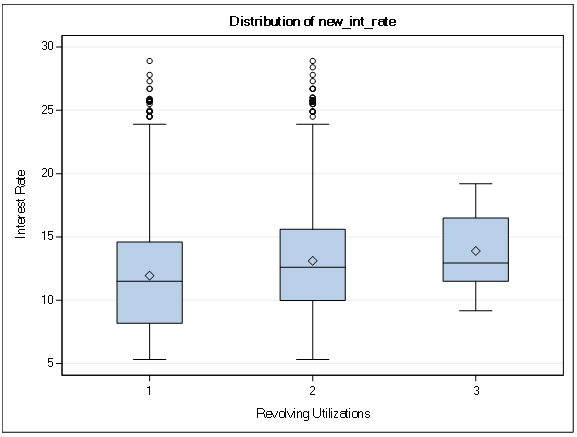 Distribution of new_int_rate
30
25
20
15
10
5
Interest Rate
1 2 3
Revolving Utilizations